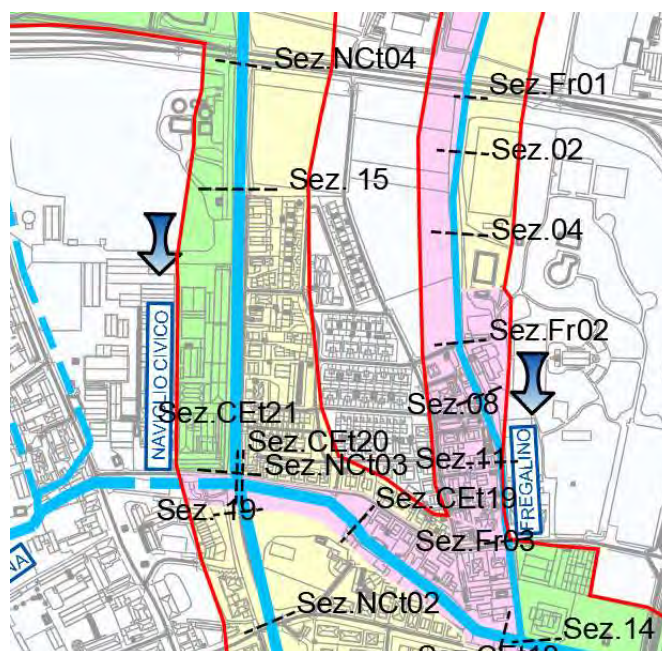 Sez.NCt04
Sez.Fr01
Sez.02
Sez. 15
Sez.04
NAVIGLIO CIVICO
Sez.Fr02
Sez.08
Sez.CEt21
Sez.CEt20
Sez.NCt03
Sez.11
FREGALINO
Sez.CEt19
Sez. 19
Sez.Fr03
NA
Sez.NCt02
Sez.14